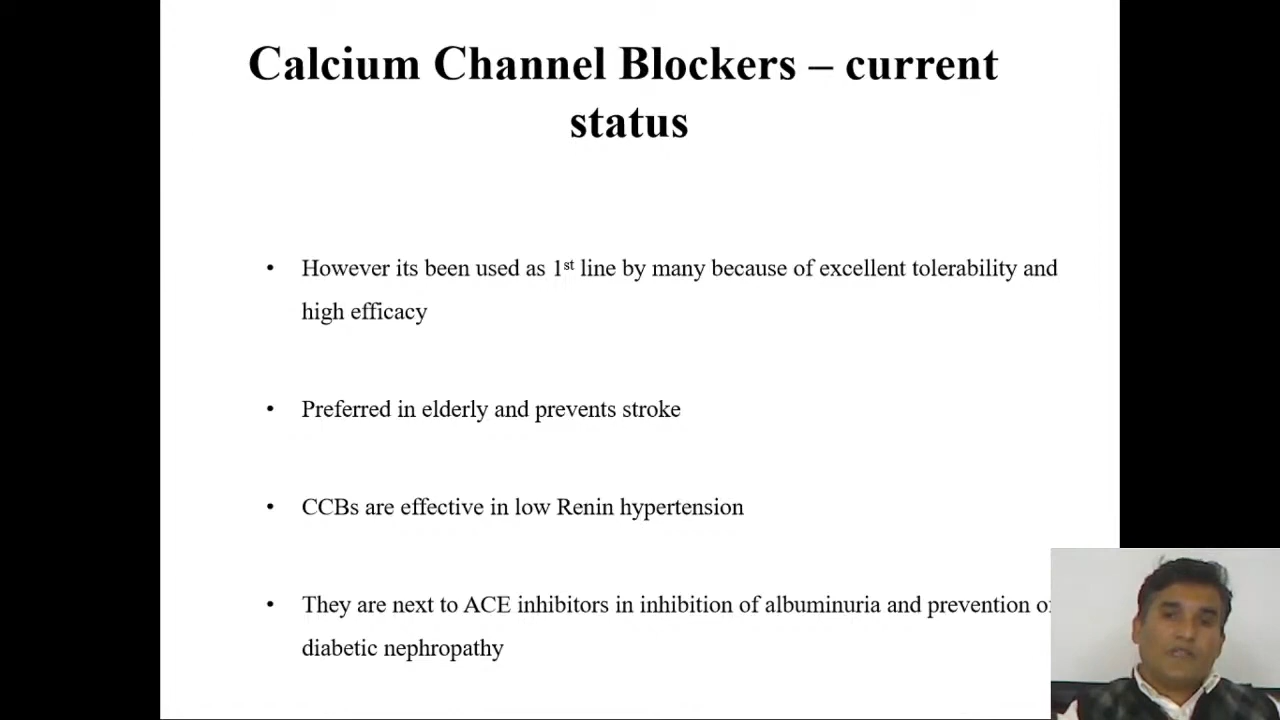 Calcium Channel Blockers – current
status
• However its been used as 1st line by many because of excellent tolerability and
high efficacy
• Preferred in elderly and prevents stroke
• CCBs are effective in low Renin hypertension
• They are next to ACE inhibitors in inhibition of albuminuria and prevention of
diabetic nephropathy